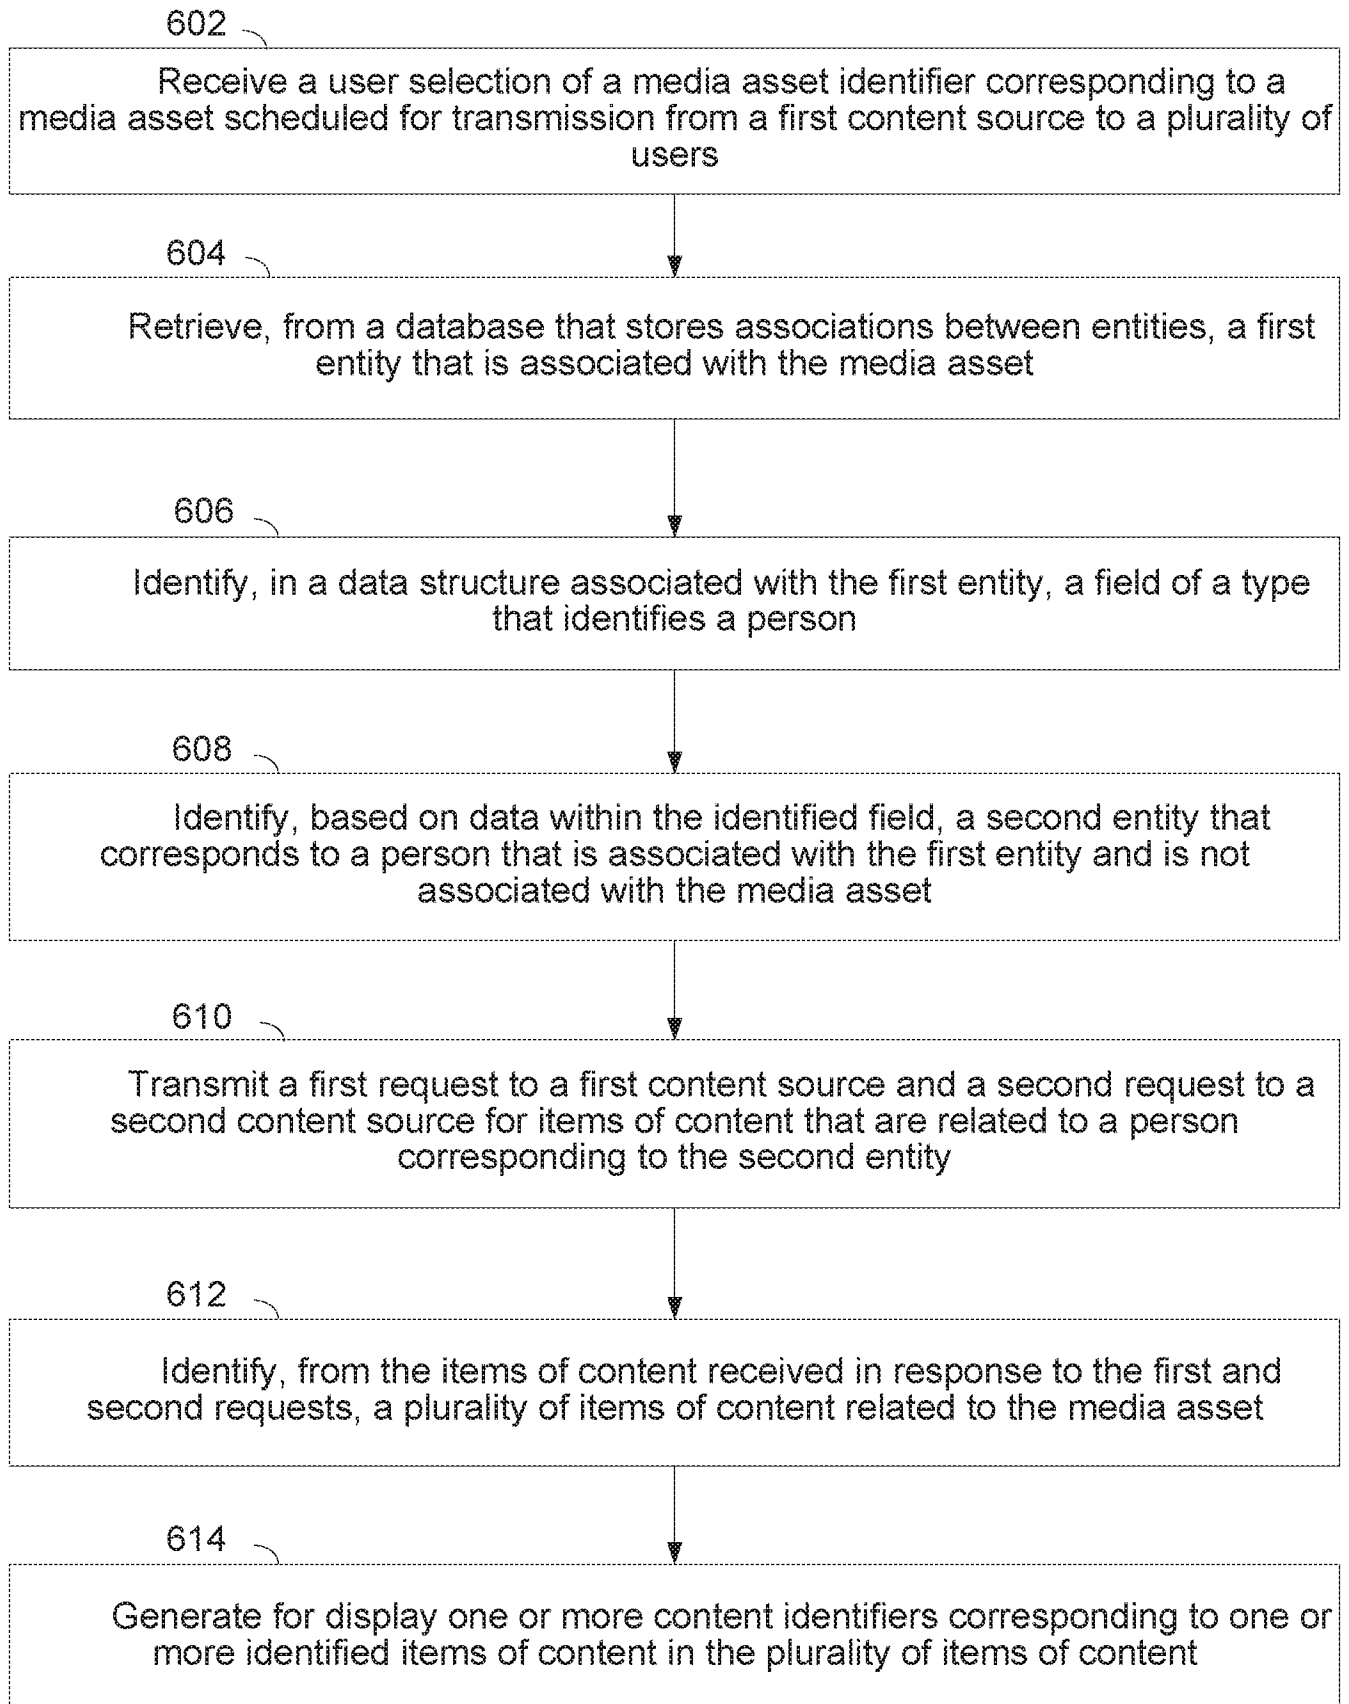 602
Receive a user selection of a media asset identifier corresponding to a
media asset scheduled for transmission from a first content source to a plurality of
users
604
Retrieve, from a database that stores associations between entities, a first
entity that is associated with the media asset
606
Identify, in a data structure associated with the first entity, a field of a type
that identifies a person
608
Identify, based on data within the identified field, a second entity that
corresponds to a person that is associated with the first entity and is not
associated with the media asset
610
Transmit a first request to a first content source and a second request to a
second content source for items of content that are related to a person
corresponding to the second entity
612
Identify, from the items of content received in response to the first and
second requests, a plurality of items of content related to the media asset
614
Generate for display one or more content identifiers corresponding to one or
more identified items of content in the plurality of items of content